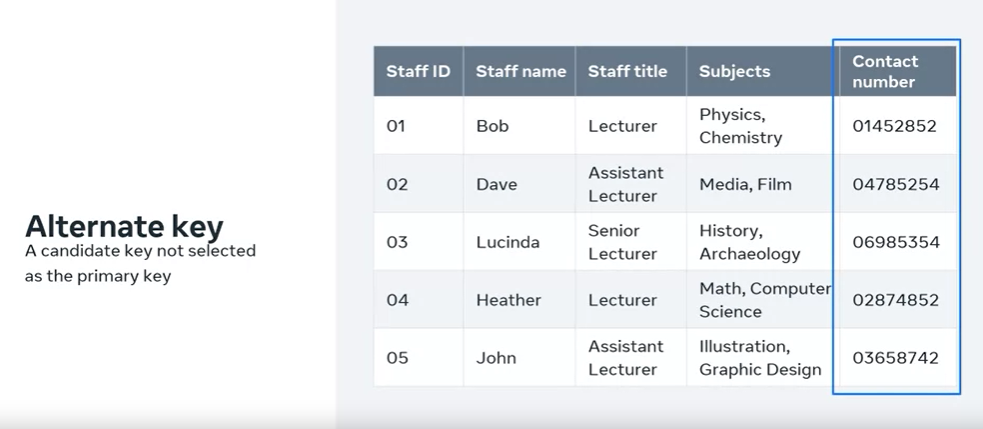 Alternate key
A candidate key not selected
as the primary key
Staff ID Staff name Staff title Subjects Contact number
01 Bob Lecturer Physics, Chemistry 01452852
02 Dave Assistant Lecturer Media, Film 04785254
03 Lucinda Senior Lecturer History, Archaeology 06985354
04 Heather Lecturer Math, Computer Science 02874852
05 John Assistant Lecturer Illustration, Graphic Design 03658742